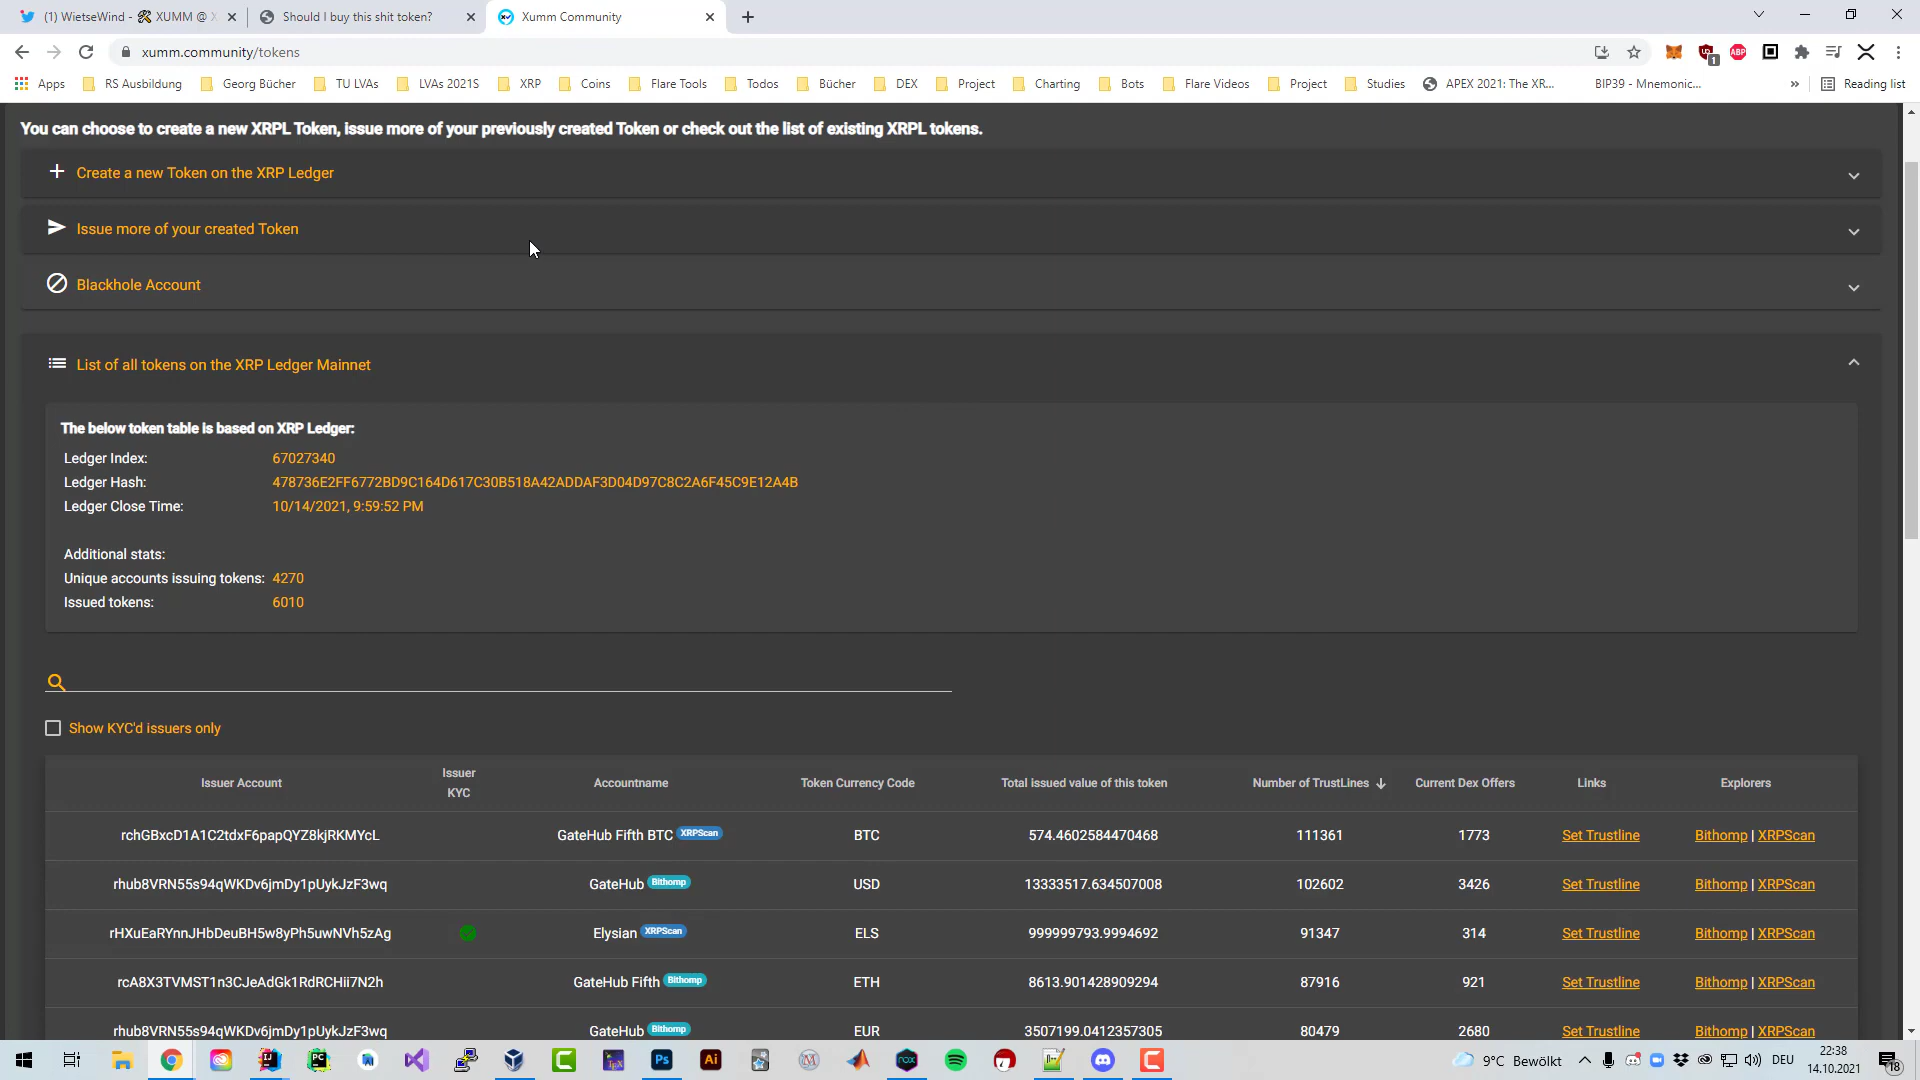 (1) WietseWind - 🛠 XUMM @ X
Should I buy this shit token?
Xumm Community
xumm.community/tokens
1
ABP
Apps
RS Ausbildung
Georg Bücher
TU LVAs
LVAs 2021S
XRP
Coins
Flare Tools
Todos
Bücher
DEX
Project
Charting
Bots
Flare Videos
Project
Studies
APEX 2021: The XR...
BIP39 - Mnemonic...
»
Reading list
You can choose to create a new XRPL Token, issue more of your previously created Token or check out the list of existing XRPL tokens.
Create a new Token on the XRP Ledger
Issue more of your created Token
Blackhole Account
List of all tokens on the XRP Ledger Mainnet
The below token table is based on XRP Ledger:
Ledger Index: 67027340
Ledger Hash: 478736E2FF6772BD9C164D617C30B518A42ADDAF3D04D97C8C2A6F45C9E12A4B
Ledger Close Time: 10/14/2021, 9:59:52 PM
Additional stats:
Unique accounts issuing tokens: 4270
Issued tokens: 6010
Show KYC'd issuers only
Issuer Account Issuer KYC Accountname Token Currency Code Total issued value of this token Number of TrustLines ↓ Current Dex Offers Links Explorers
rchGBxcD1A1C2tdxF6papQYZ8kjRKMYcL GateHub Fifth BTC XRPScan BTC 574.4602584470468 111361 1773 Set Trustline Bithomp | XRPScan
rhub8VRN55s94qWKDv6jmDy1pUykJzF3wq GateHub Bithomp USD 13333517.634507008 102602 3426 Set Trustline Bithomp | XRPScan
rHXuEaRYnnJHbDeuBH5w8yPh5uwNVh5zAg Elysian XRPScan ELS 999999793.9994692 91347 314 Set Trustline Bithomp | XRPScan
rcA8X3TVMST1n3CJeAdGk1RdRCHii7N2h GateHub Fifth Bithomp ETH 8613.901428909294 87916 921 Set Trustline Bithomp | XRPScan
rhub8VRN55s94qWKDv6jmDy1pUykJzF3wq GateHub Bithomp EUR 3507199.0412357305 80479 2680 Set Trustline Bithomp | XRPScan
9°C Bewölkt
DEU
22:38
14.10.2021
18